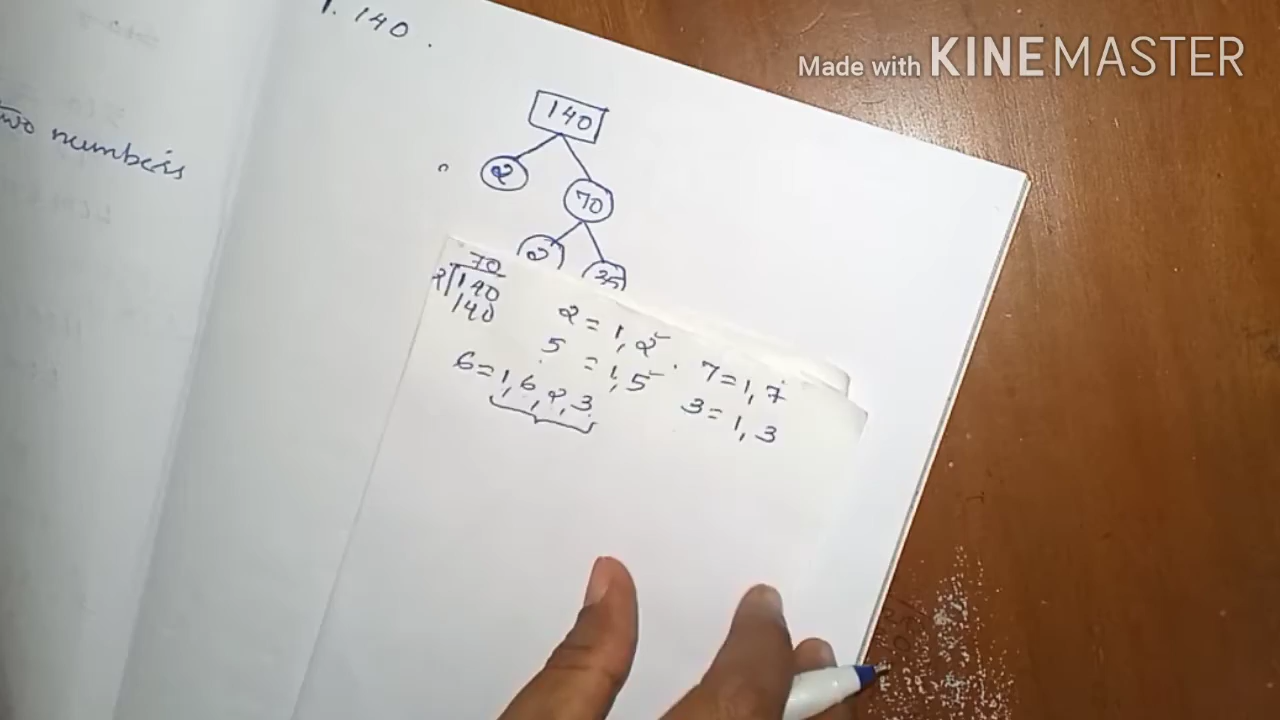 1. 140.
Made with KINEMASTER
two numbers
140
2
70
2
35
70
2 140
140
2 = 1, 2
5 = 1, 5
6 = 1, 6, 2, 3
7 = 1, 7
3 = 1, 3